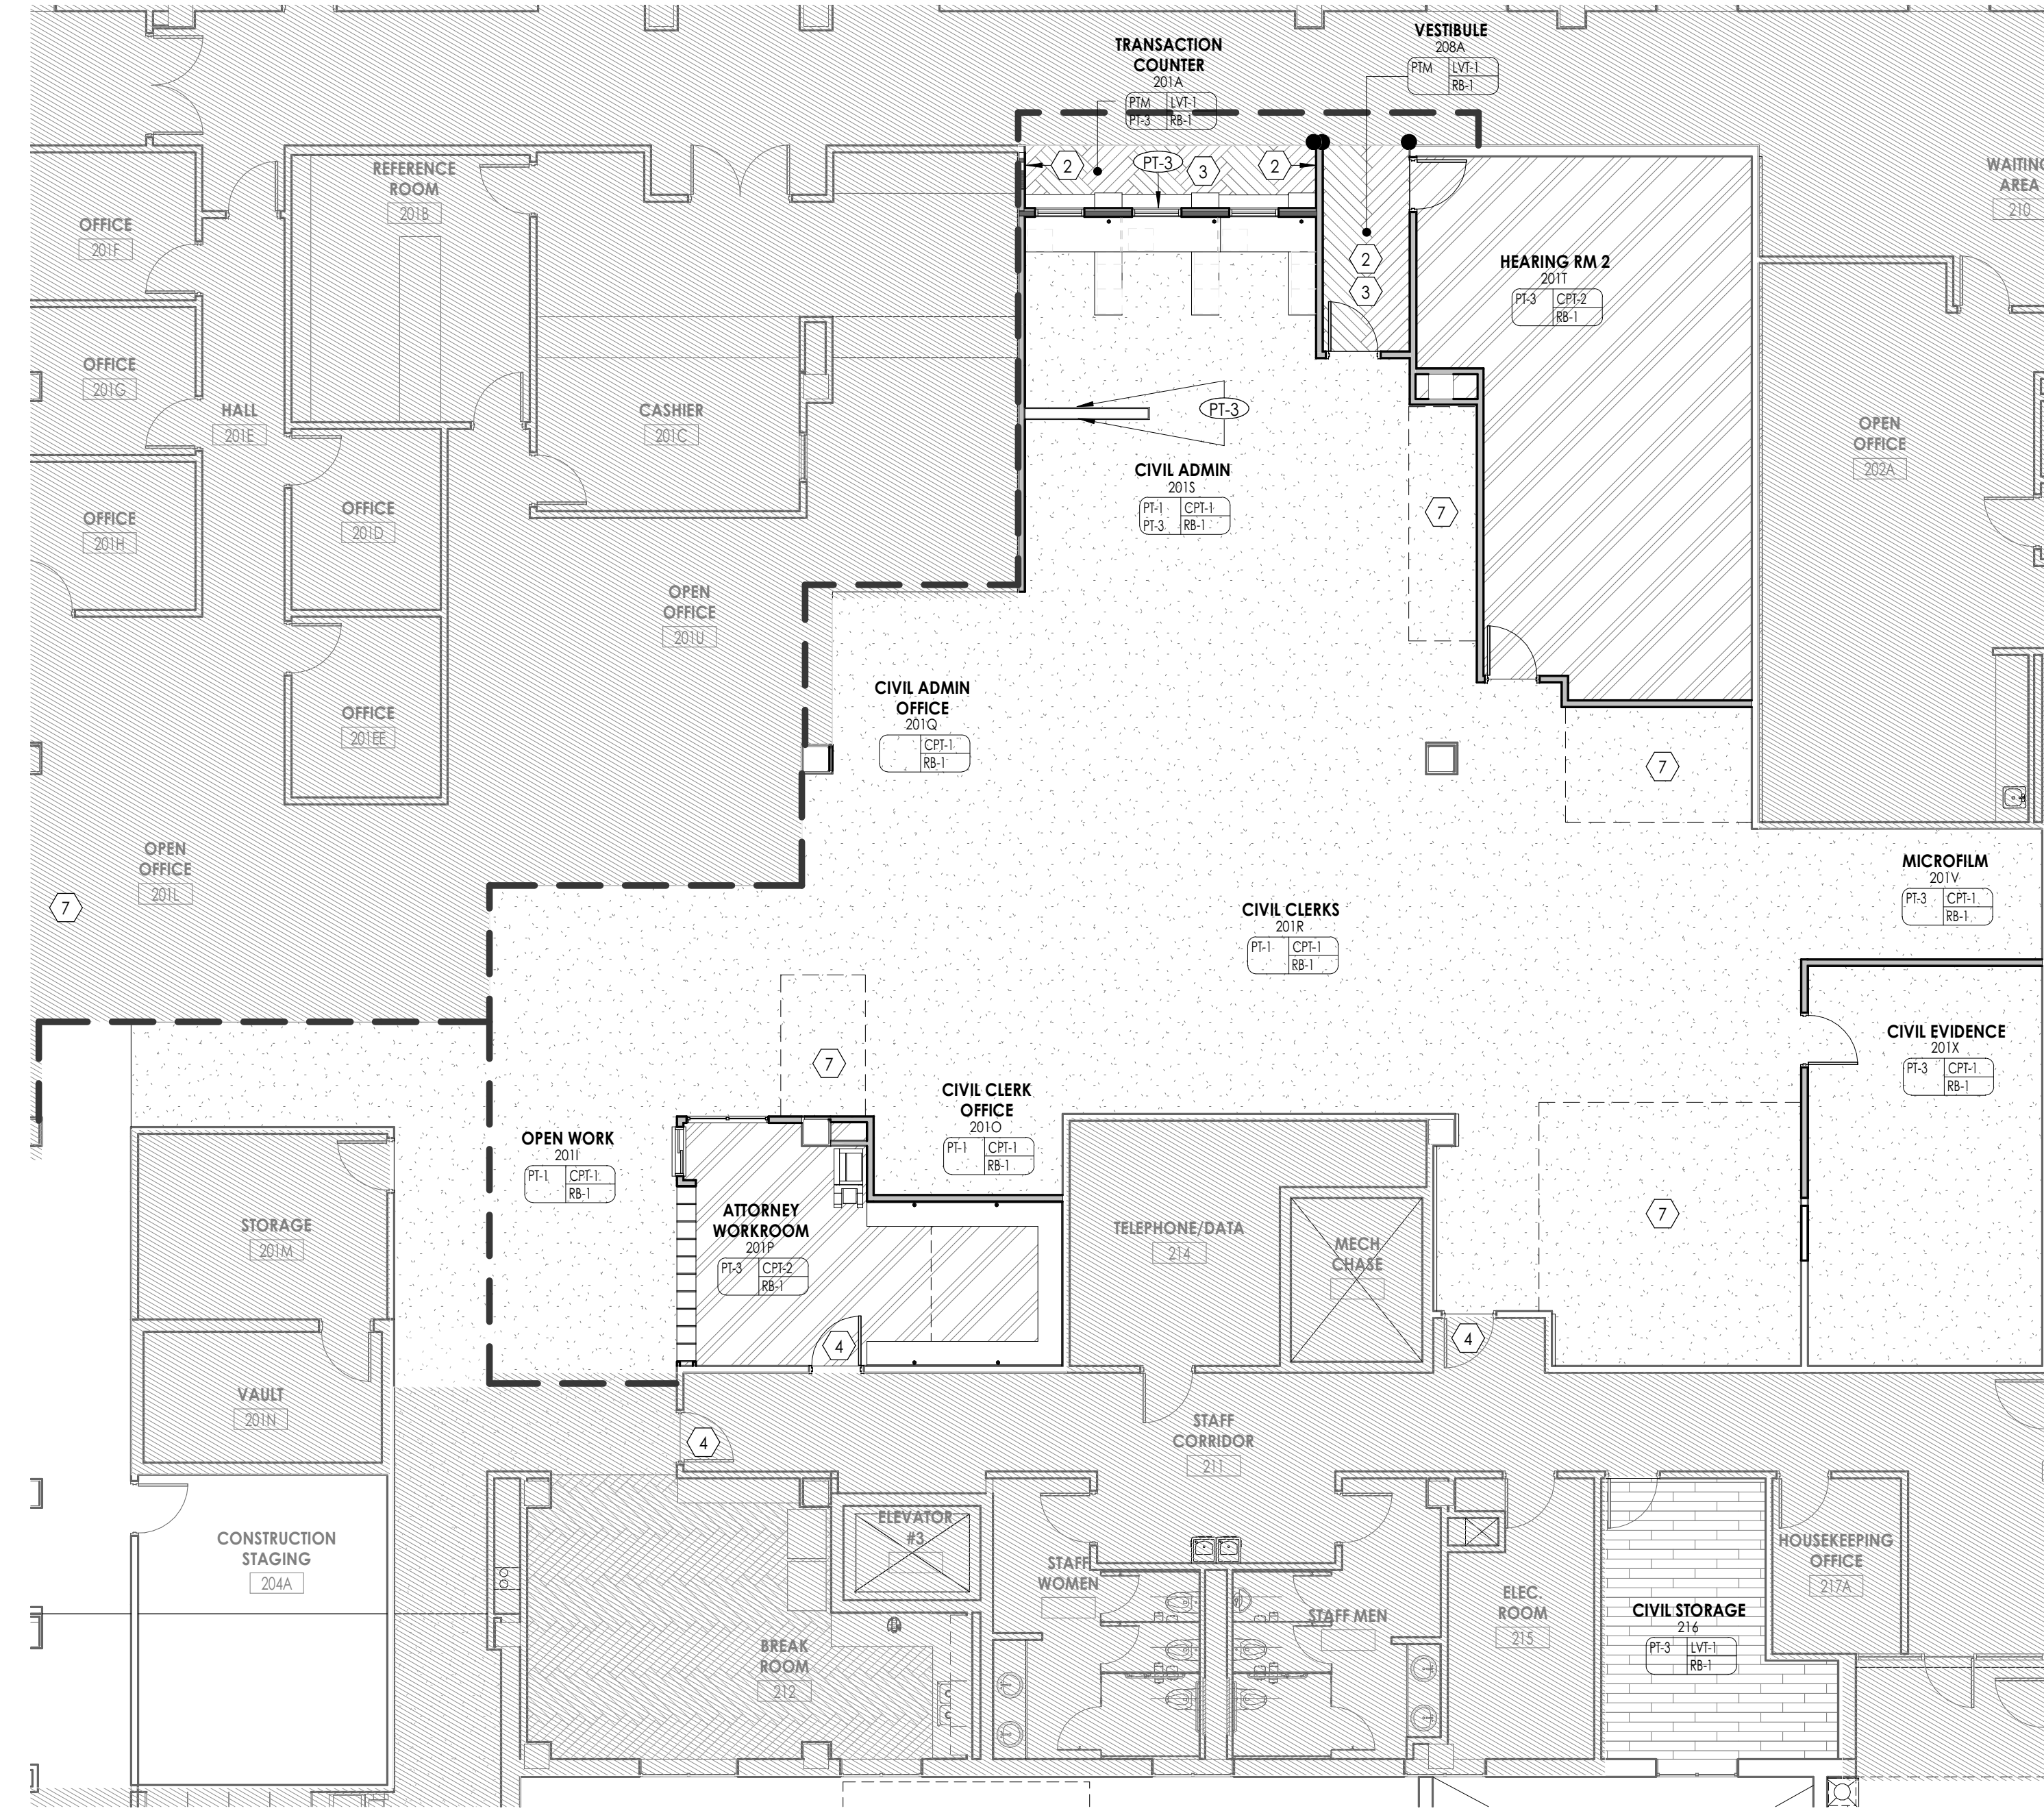 TRANSACTION
COUNTER
201A
PTM LVT-1
PT-3 RB-1
VESTIBULE
208A
PTM LVT-1
RB-1
2
PT-3
3
2
REFERENCE
ROOM
201B
WAITING
AREA
210
OFFICE
201F
2
3
HEARING RM 2
201T
PT-3 CPT-2
RB-1
OFFICE
201G
HALL
201E
CASHIER
201C
PT-3
OPEN
OFFICE
202A
CIVIL ADMIN
201S
PT-1 CPT-1
PT-3 RB-1
7
OFFICE
201H
OFFICE
201D
OPEN
OFFICE
201U
CIVIL ADMIN
OFFICE
201Q
CPT-1
RB-1
OFFICE
201EE
7
OPEN
OFFICE
201L
7
MICROFILM
201V
PT-3 CPT-1
RB-1
CIVIL CLERKS
201R
PT-1 CPT-1
RB-1
CIVIL EVIDENCE
201X
PT-3 CPT-1
RB-1
7
CIVIL CLERK
OFFICE
201O
PT-1 CPT-1
RB-1
OPEN WORK
201I
PT-1 CPT-1
RB-1
STORAGE
201M
ATTORNEY
WORKROOM
201P
PT-3 CPT-2
RB-1
TELEPHONE/DATA
214
MECH
CHASE
7
4
4
VAULT
201N
4
STAFF
CORRIDOR
211
CONSTRUCTION
STAGING
204A
ELEVATOR
#3
STAFF
WOMEN
STAFF MEN
ELEC.
ROOM
215
HOUSEKEEPING
OFFICE
217A
CIVIL STORAGE
216
PT-3 LVT-1
RB-1
BREAK
ROOM
212